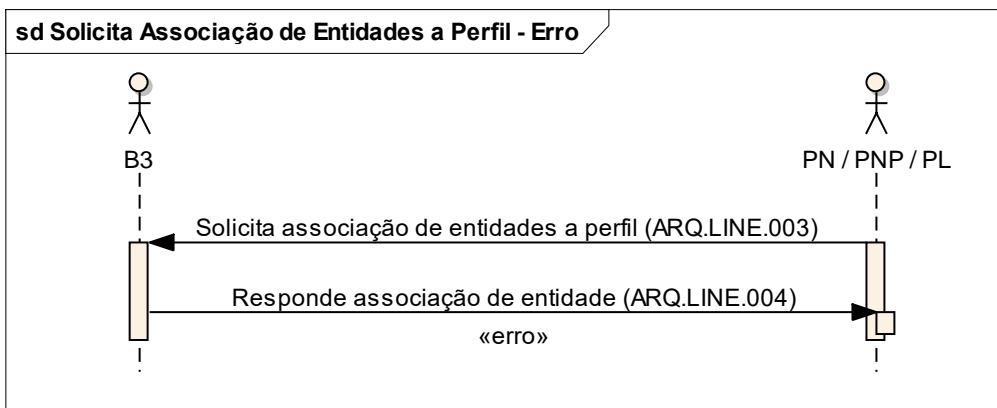 sd Solicita Associação de Entidades a Perfil - Erro
B3
PN / PNP / PL
Solicita associação de entidades a perfil (ARQ.LINE.003)
Responde associação de entidade (ARQ.LINE.004)
«erro»